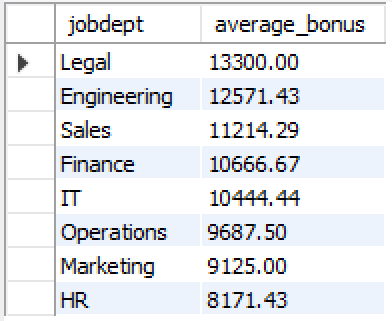 jobdept average_bonus
Legal 13300.00
Engineering 12571.43
Sales 11214.29
Finance 10666.67
IT 10444.44
Operations 9687.50
Marketing 9125.00
HR 8171.43